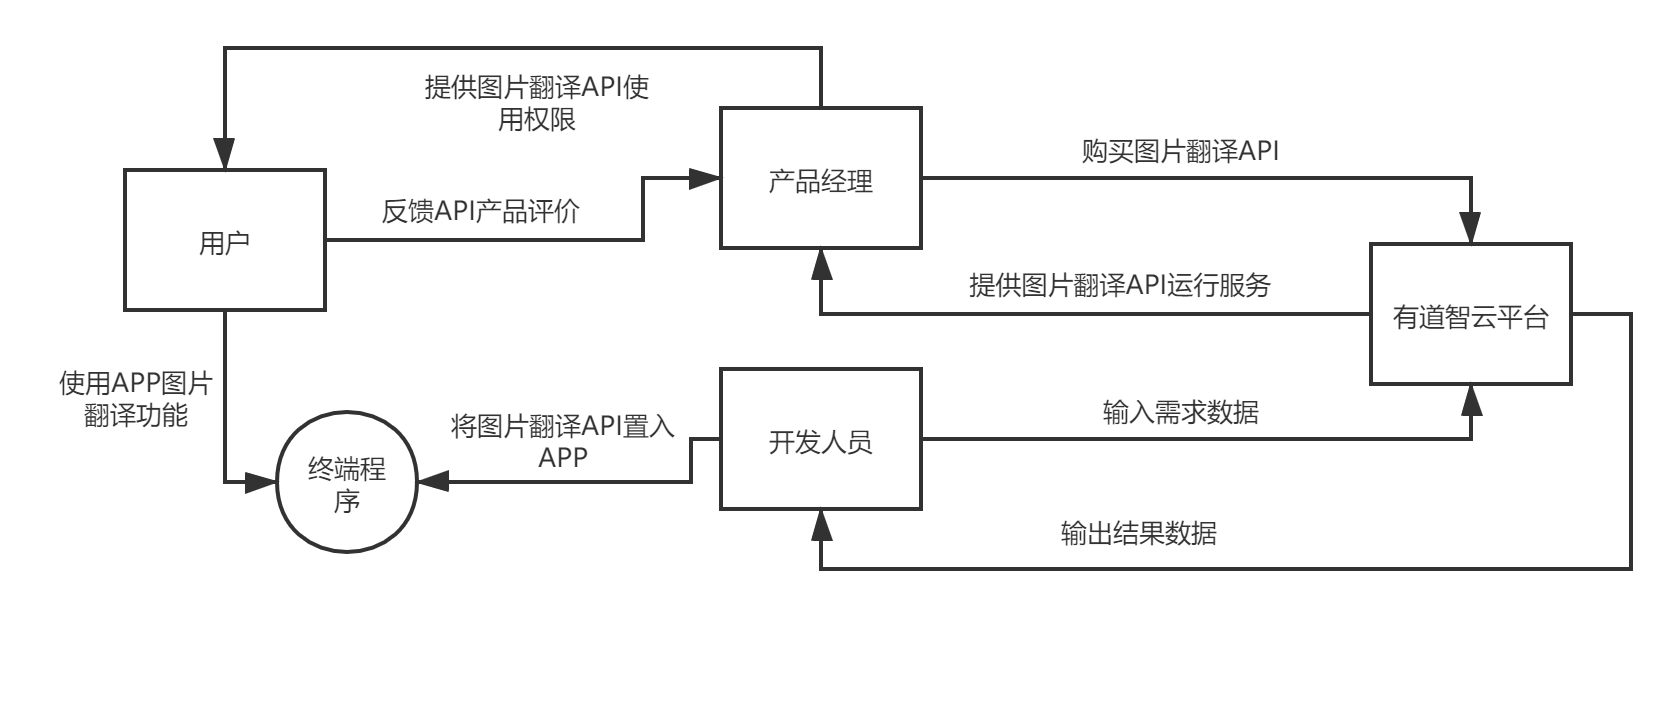 提供图片翻译API使
用权限
购买图片翻译API
产品经理
反馈API产品评价
用户
提供图片翻译API运行服务
有道智云平台
使用APP图片
翻译功能
将图片翻译API置入
APP
开发人员
输入需求数据
终端程
序
输出结果数据